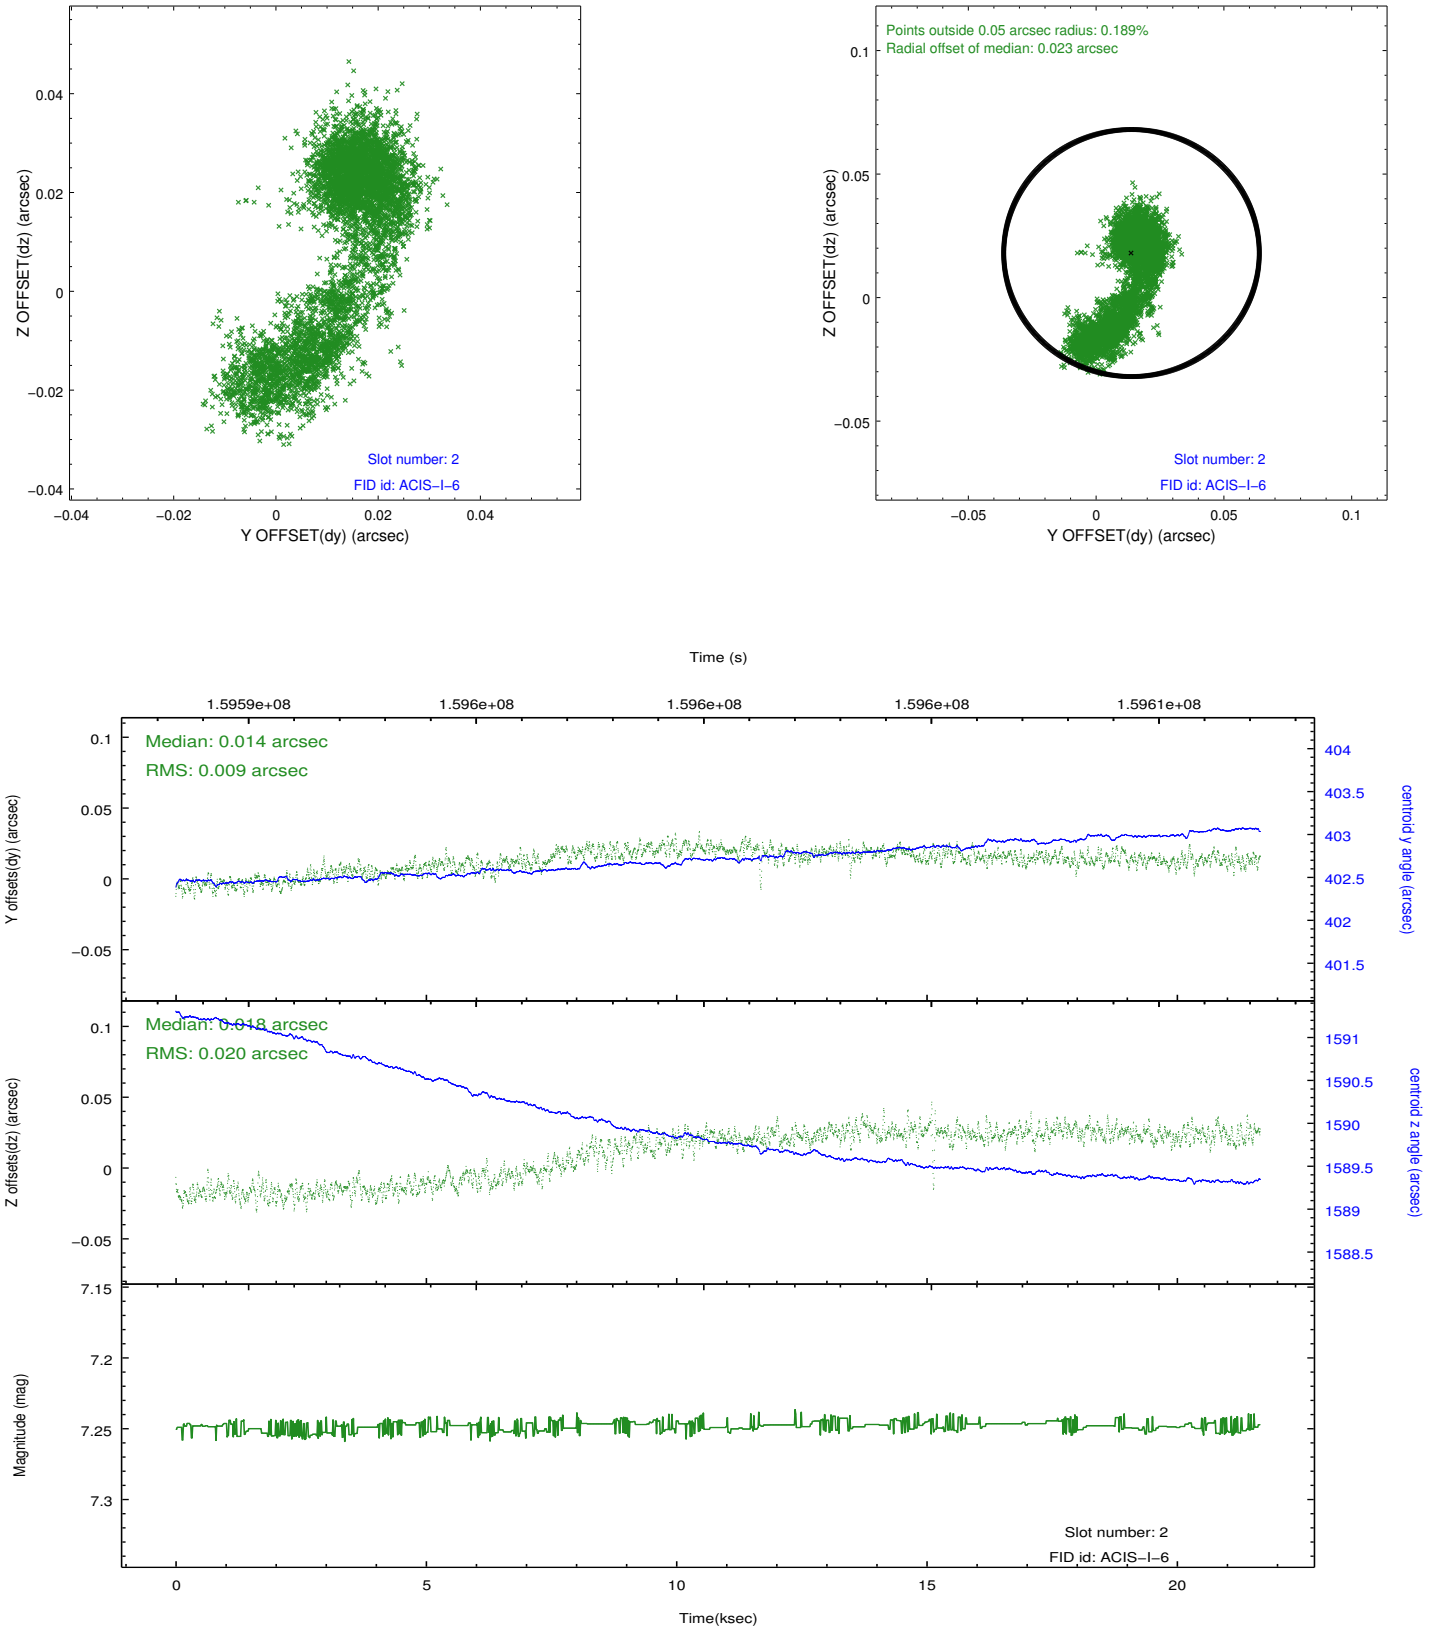 0.04
0.02
0
−0.02
−0.04
Z OFFSET(dz) (arcsec)
Slot number: 2
FID id: ACIS−I−6
−0.04
−0.02
0
0.02
0.04
Y OFFSET(dy) (arcsec)
Points outside 0.05 arcsec radius: 0.189%
Radial offset of median: 0.023 arcsec
0.1
0.05
0
−0.05
Z OFFSET(dz) (arcsec)
Slot number: 2
FID id: ACIS−I−6
−0.05
0
0.05
0.1
Y OFFSET(dy) (arcsec)
Time (s)
1.5959e+08
1.596e+08
1.596e+08
1.596e+08
1.5961e+08
Median: 0.014 arcsec
RMS: 0.009 arcsec
0.1
0.05
0
−0.05
Y offsets(dy) (arcsec)
404
403.5
403
402.5
402
401.5
centroid y angle (arcsec)
Median: 0.018 arcsec
RMS: 0.020 arcsec
0.1
0.05
0
−0.05
Z offsets(dz) (arcsec)
1591
1590.5
1590
1589.5
1589
1588.5
centroid z angle (arcsec)
7.15
7.2
7.25
7.3
Magnitude (mag)
Slot number: 2
FID id: ACIS−I−6
0
5
10
15
20
Time(ksec)